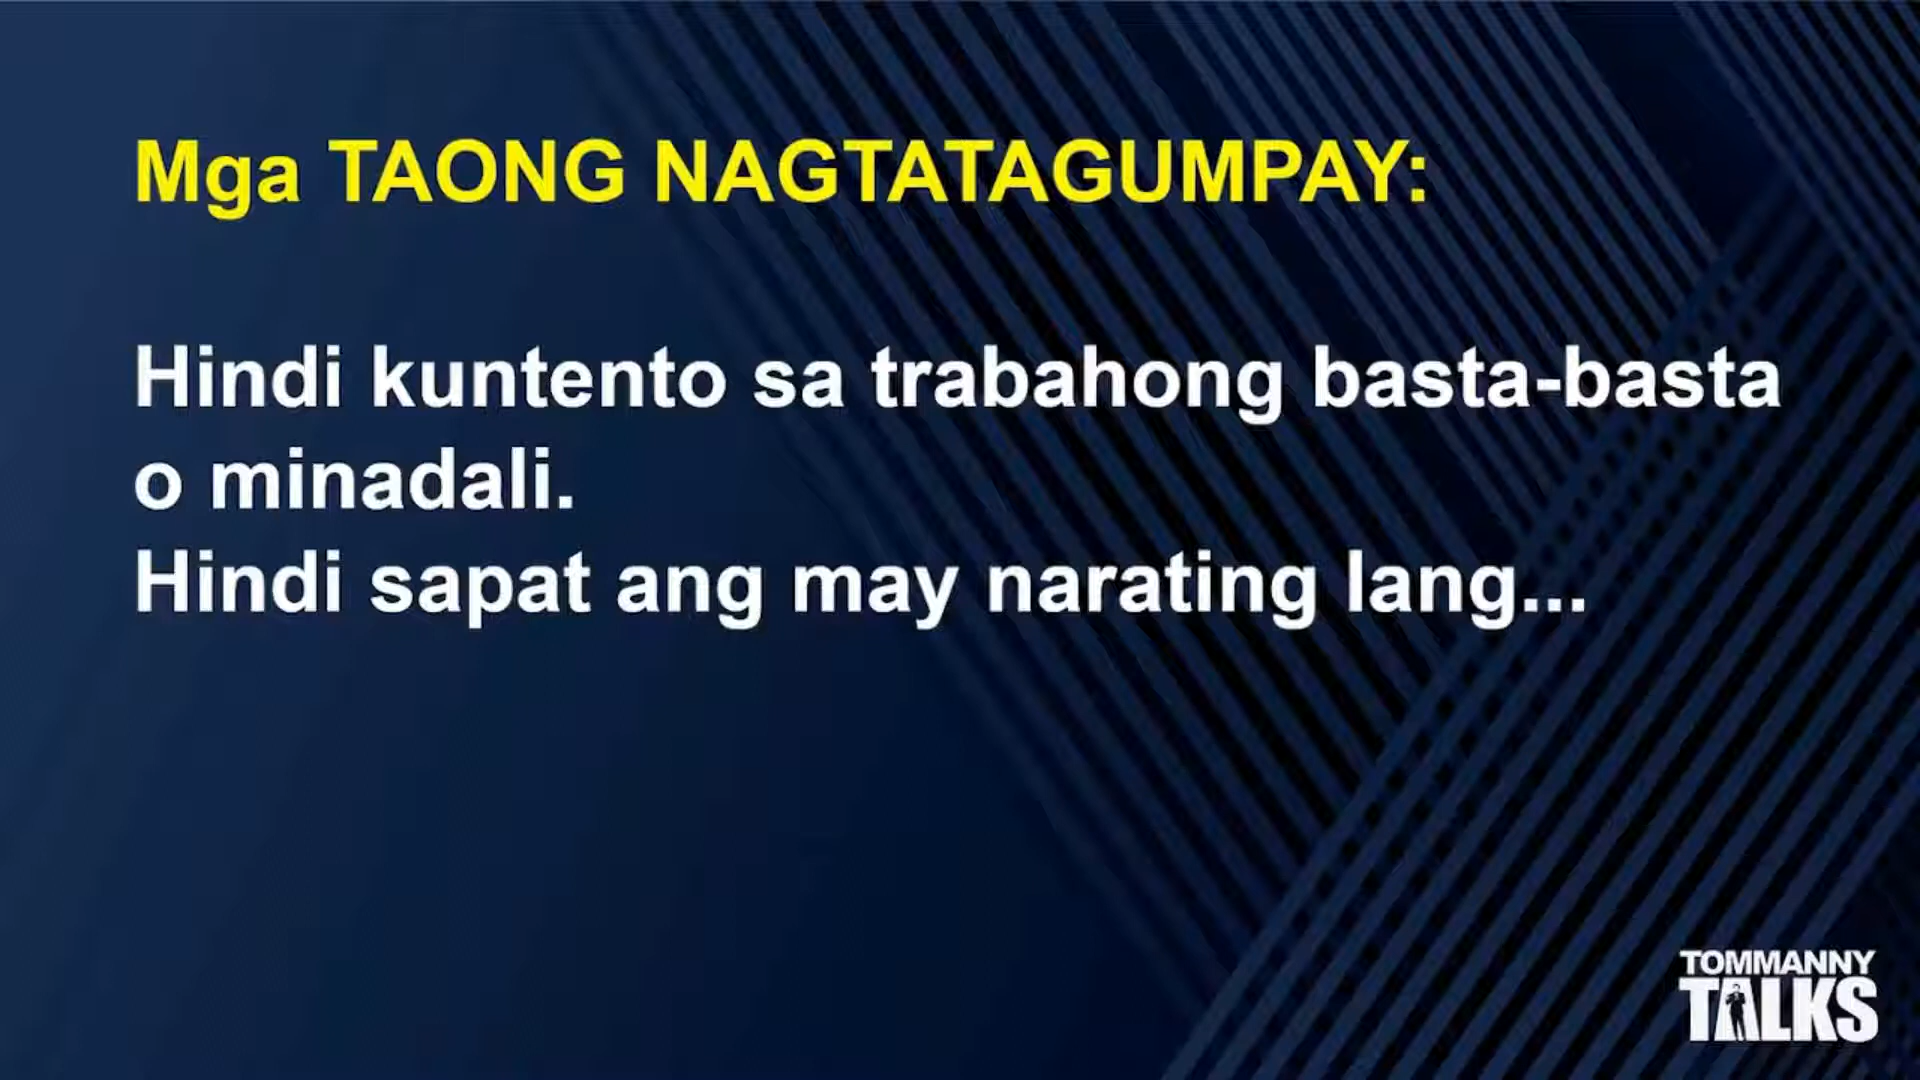 Mga TAONG NAGTATAGUMPAY:
Hindi kuntento sa trabahong basta-basta
o minadali.
Hindi sapat ang may narating lang...
TOMMANNY
TALKS